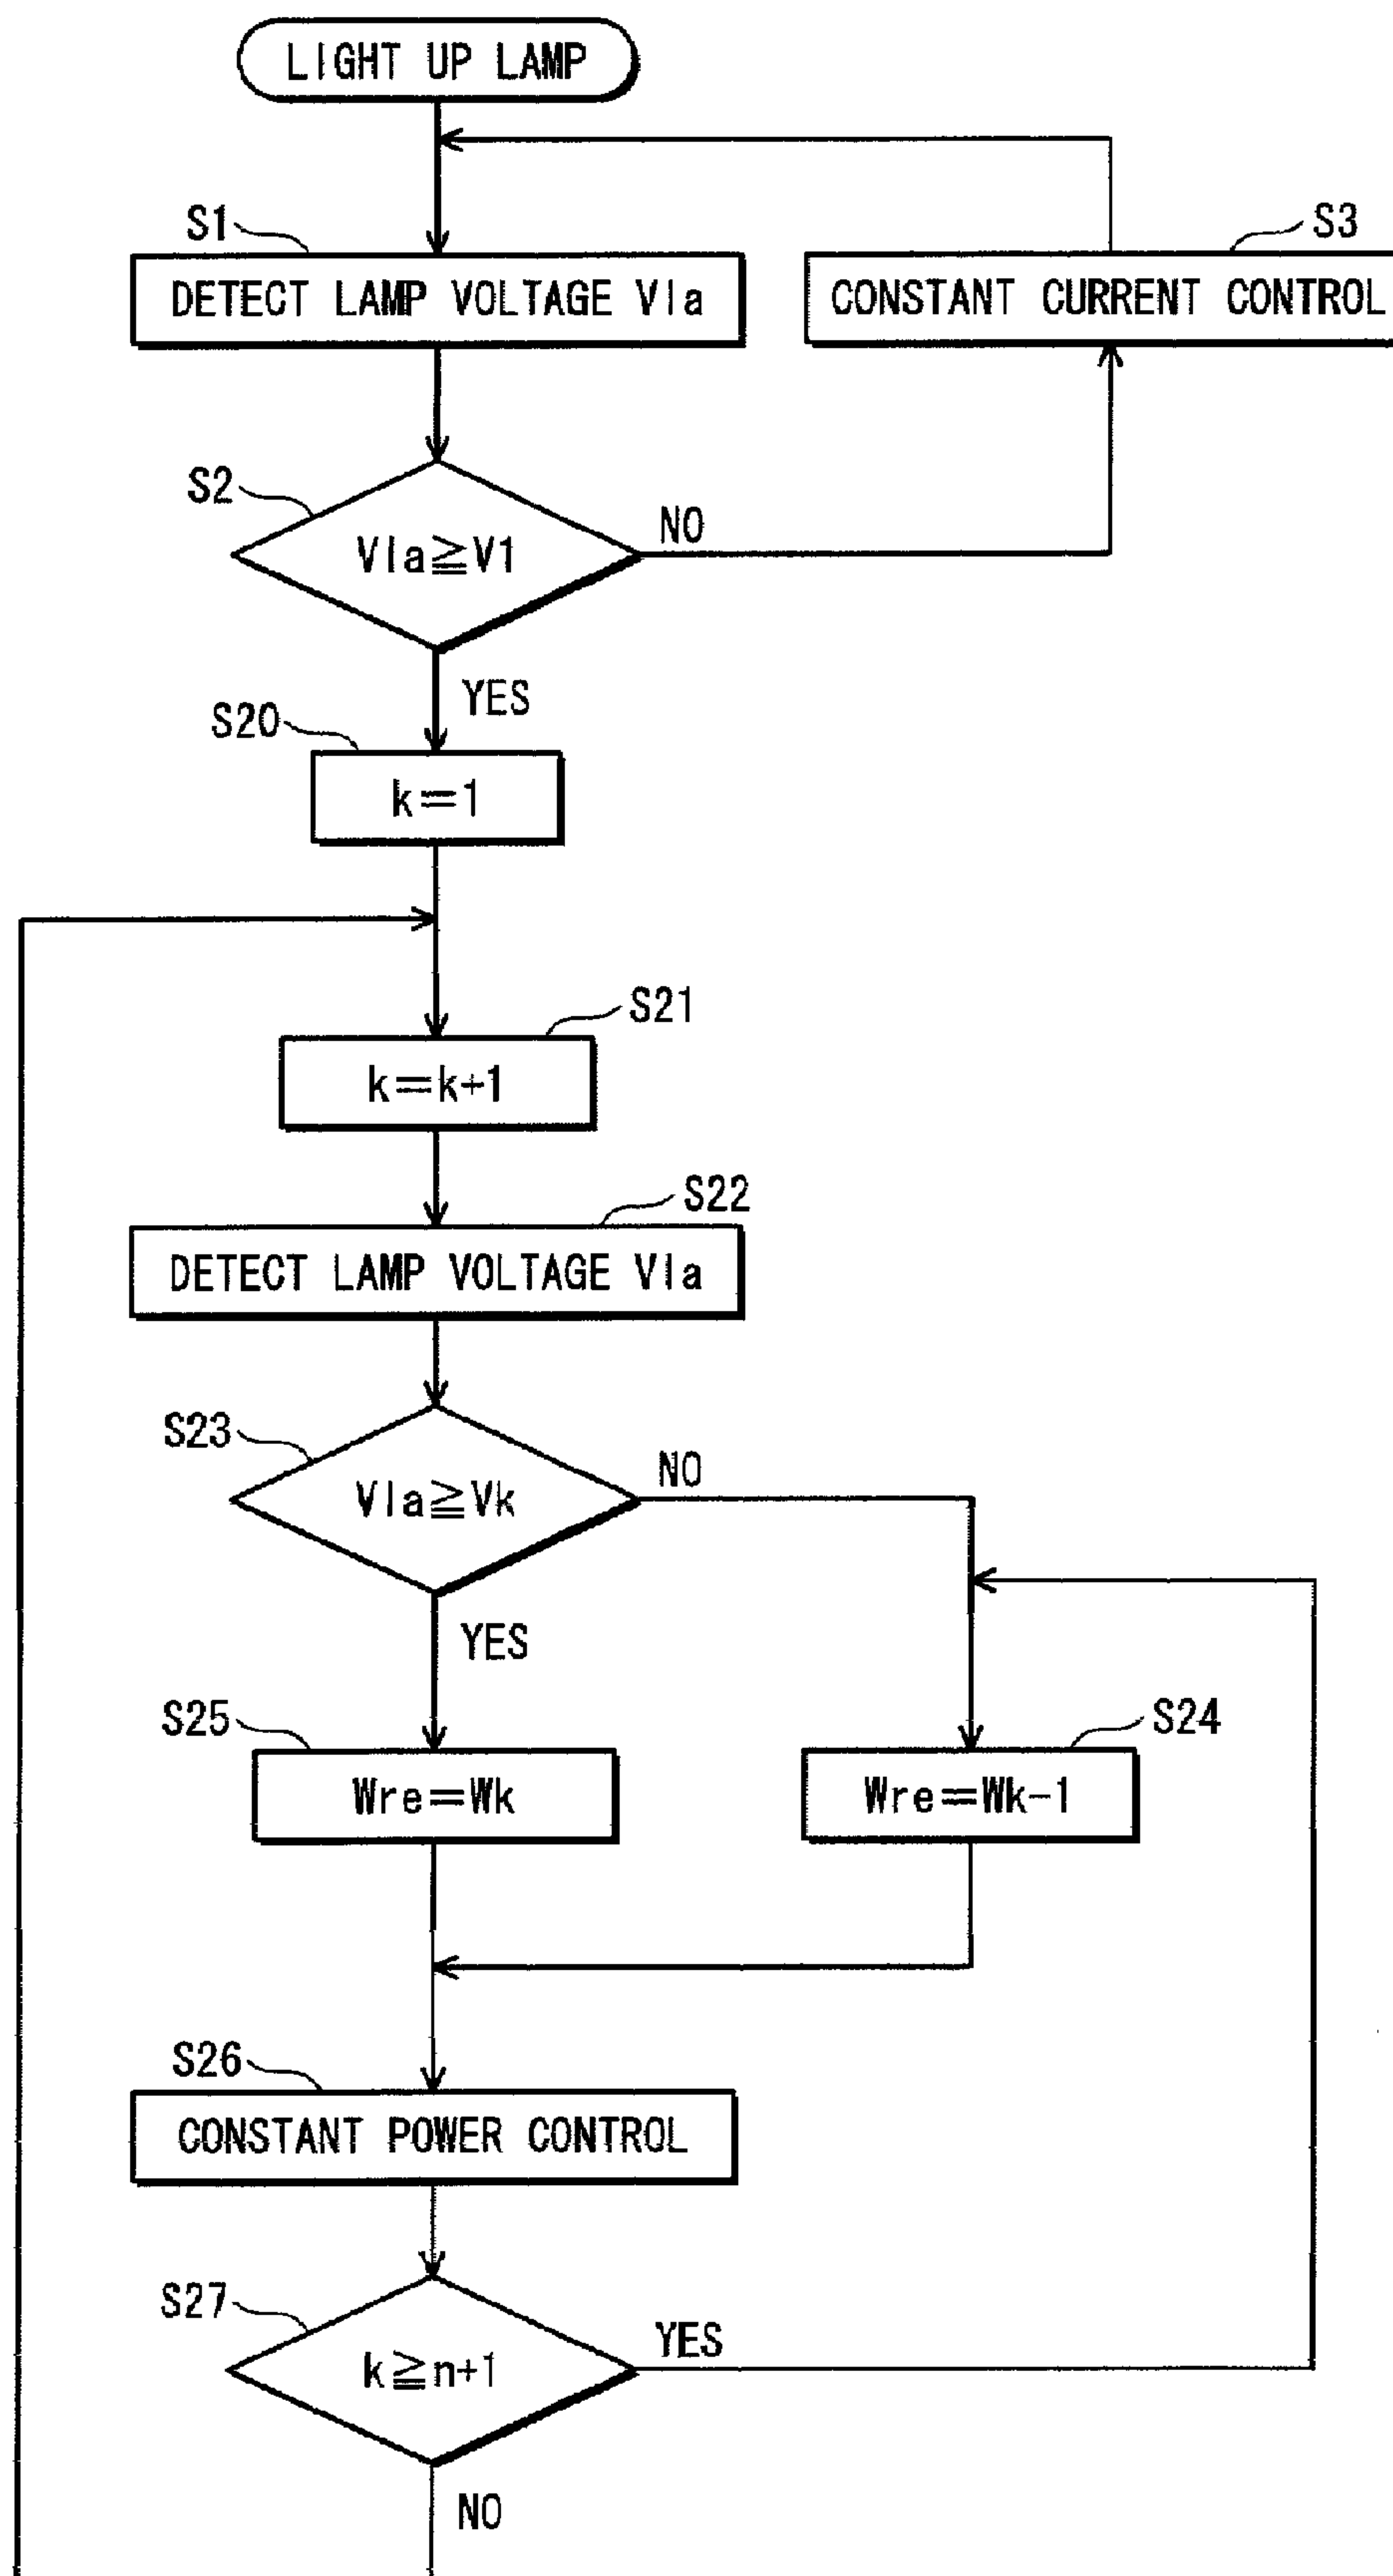 LIGHT UP LAMP
S1
DETECT LAMP VOLTAGE Vla
S3
CONSTANT CURRENT CONTROL
S2
Vla≧V1
NO
YES
S20
k=1
S21
k=k+1
S22
DETECT LAMP VOLTAGE Vla
S23
Vla≧Vk
NO
YES
S25
Wre=Wk
S24
Wre=Wk-1
S26
CONSTANT POWER CONTROL
S27
k≧n+1
YES
NO